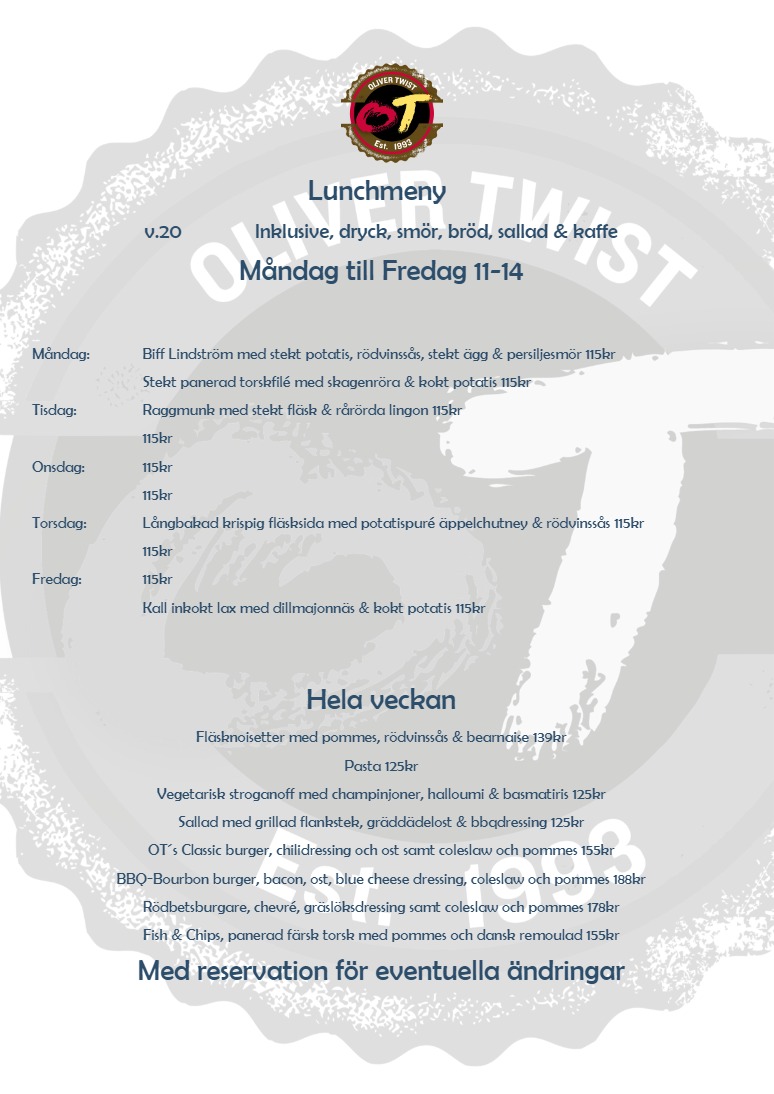 OLIVER TWIST
OT
Est. 1993
Lunchmeny
v.20 Inklusive, dryck, smör, bröd, sallad & kaffe
Måndag till Fredag 11-14
Måndag: Biff Lindström med stekt potatis, rödvinssås, stekt ägg & persiljesmör 115kr
Stekt panerad torskfilé med skagenröra & kokt potatis 115kr
Tisdag: Raggmunk med stekt fläsk & rårörda lingon 115kr
115kr
Onsdag: 115kr
115kr
Torsdag: Långbakad krispig fläsksida med potatispuré äppelchutney & rödvinssås 115kr
115kr
Fredag: 115kr
Kall inkokt lax med dillmajonnäs & kokt potatis 115kr
Hela veckan
Fläsknoisetter med pommes, rödvinssås & bearnaise 139kr
Pasta 125kr
Vegetarisk stroganoff med champinjoner, halloumi & basmatiris 125kr
Sallad med grillad flankstek, gräddädelost & bbqdressing 125kr
OT´s Classic burger, chilidressing och ost samt coleslaw och pommes 155kr
BBQ-Bourbon burger, bacon, ost, blue cheese dressing, coleslaw och pommes 188kr
Rödbetsburgare, chevré, gräslöksdressing samt coleslaw och pommes 178kr
Fish & Chips, panerad färsk torsk med pommes och dansk remoulad 155kr
Med reservation för eventuella ändringar
OLIVER TWIST
OT
Est. 1993